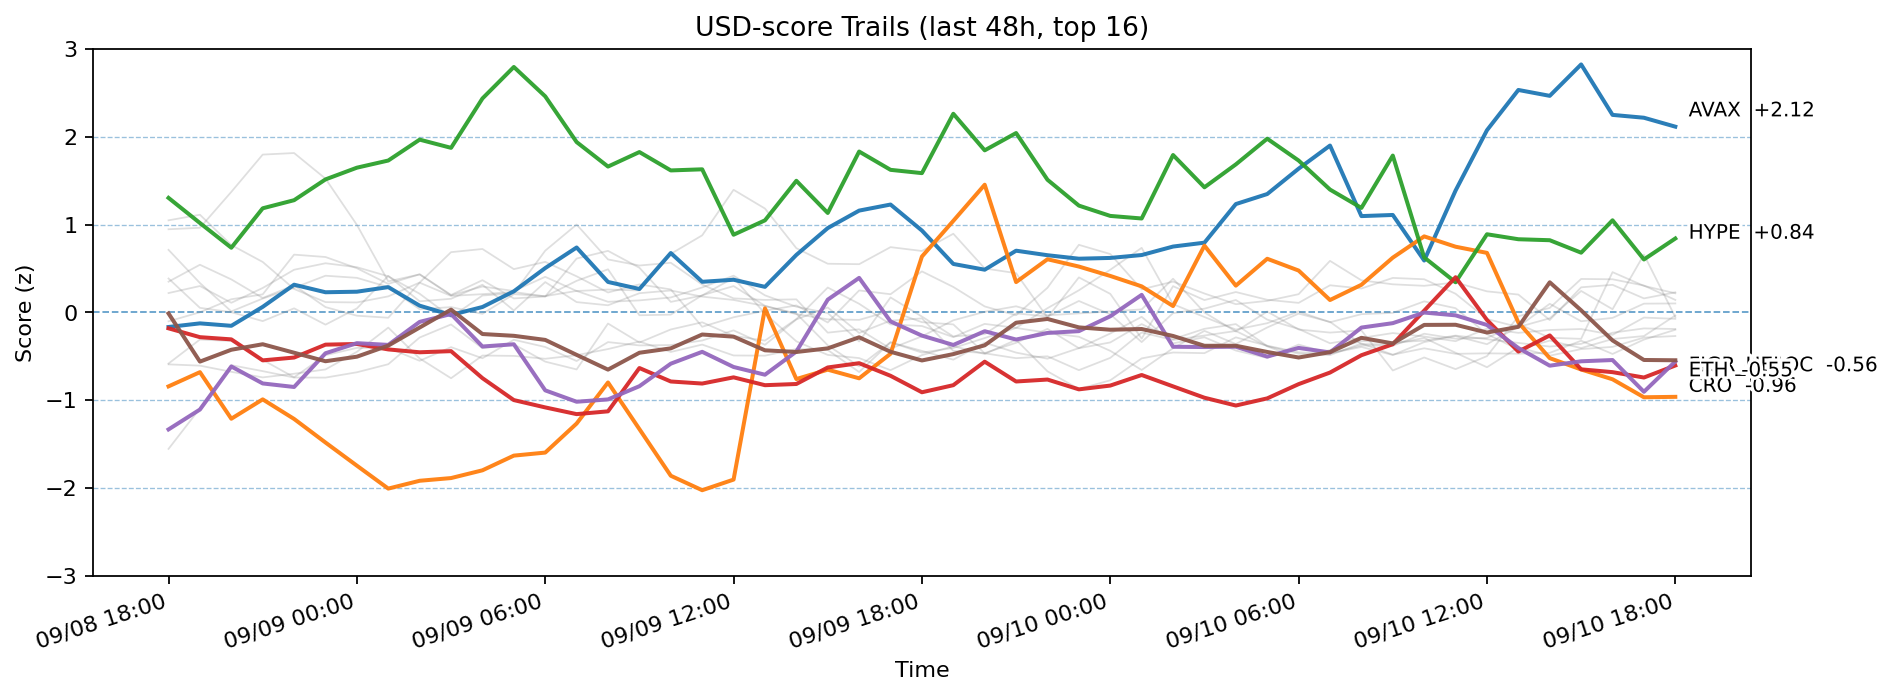 USD-score Trails (last 48h, top 16)
Score (z)
3
2
1
0
−1
−2
−3
AVAX +2.12
HYPE +0.84
-0.56
ETH -0.55
CRO -0.96
09/08 18:00
09/09 00:00
09/09 06:00
09/09 12:00
09/09 18:00
09/10 00:00
09/10 06:00
09/10 12:00
09/10 18:00
Time